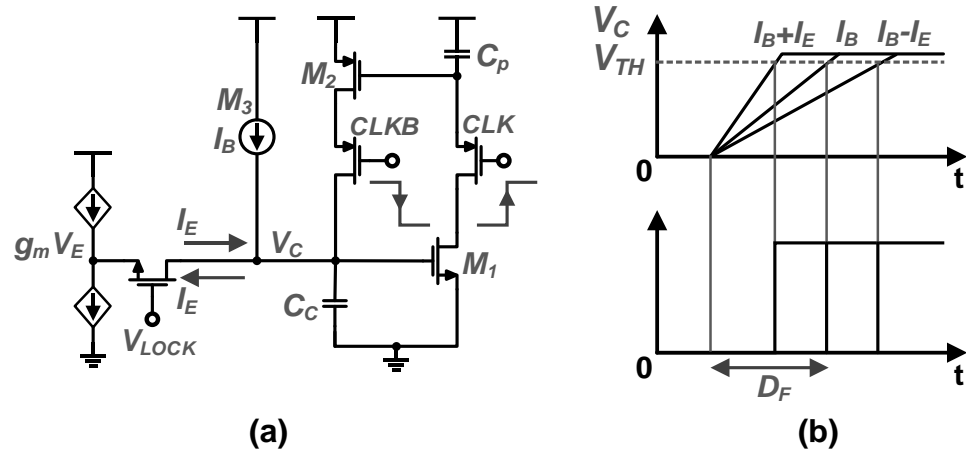 M2
Cp
M3
IB
CLKB
CLK
gmVE
IE
VC
IE
VLOCK
CC
M1
(a)
VC
VTH
IB+IE
IB
IB-IE
0
t
0
t
DF
(b)